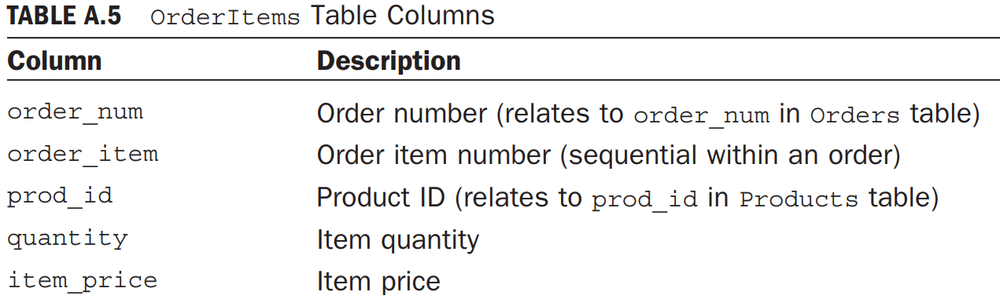 TABLE A.5 OrderItems Table Columns
Column Description
order_num Order number (relates to order_num in Orders table)
order_item Order item number (sequential within an order)
prod_id Product ID (relates to prod_id in Products table)
quantity Item quantity
item_price Item price